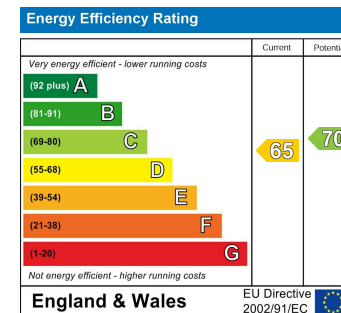 Energy Efficiency Rating
Current Potenti
Very energy efficient - lower running costs
(92 plus) A
(81-91) B
(69-80) C
(55-68) D
(39-54) E
(21-38) F
(1-20) G
65
70
Not energy efficient - higher running costs
England & Wales
EU Directive
2002/91/EC